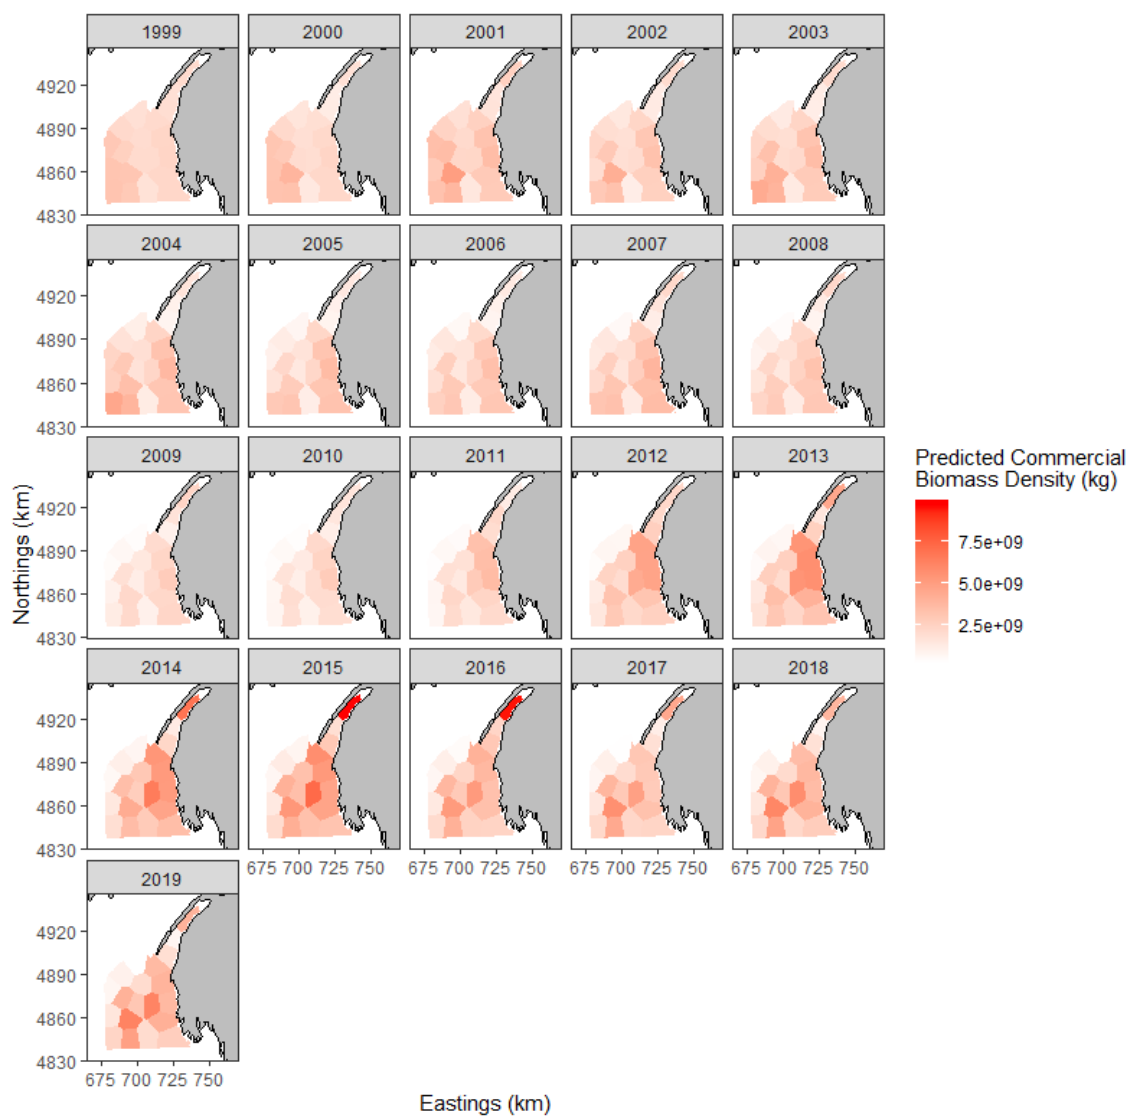 1999 2000 2001 2002 2003
4920
4890
4860
4830
2004 2005 2006 2007 2008
4920
4890
4860
4830
2009 2010 2011 2012 2013
4920
4890
4860
4830
Northings (km)
Predicted Commercial
Biomass Density (kg)
7.5e+09
5.0e+09
2.5e+09
2014 2015 2016 2017 2018
4920
4890
4860
4830
675 700 725 750 675 700 725 750 675 700 725 750 675 700 725 750
2019
4920
4890
4860
4830
675 700 725 750
Eastings (km)